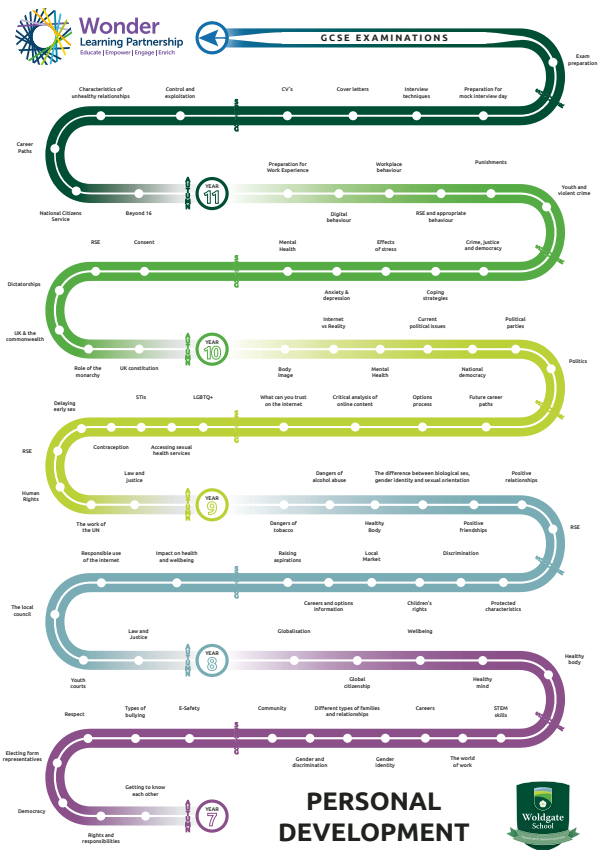 Wonder
Learning Partnership
Educate | Empower | Engage | Enrich
GCSE EXAMINATIONS
Exam
preparation
Characteristics of
unhealthy relationships
Control and
exploitation
CV's
Cover letters
Interview
techniques
Preparation for
mock interview day
Career
Paths
National Citizens
Service
Beyond 16
YEAR
11
Preparation for
Work Experience
Digital
behaviour
Workplace
behaviour
RSE and appropriate
behaviour
Punishments
Youth and
violent crime
RSE
Consent
Mental
Health
Anxiety &
depression
Effects
of stress
Coping
strategies
Crime, justice
and democracy
Dictatorships
UK & the
commonwealth
Role of the
monarchy
UK constitution
YEAR
10
Body
image
Internet
vs Reality
Mental
Health
Current
political issues
National
democracy
Political
parties
Politics
Delaying
early sex
Contraception
STIs
Accessing sexual
health services
LGBTQ+
What can you trust
on the internet
Critical analysis of
online content
Options
process
Future career
paths
RSE
Human
Rights
The work of
the UN
Law and
justice
YEAR
9
Dangers of
tobacco
Dangers of
alcohol abuse
Healthy
Body
The difference between biological sex,
gender identity and sexual orientation
Positive
friendships
Positive
relationships
RSE
Responsible use
of the internet
Impact on health
and wellbeing
Raising
aspirations
Careers and options
information
Local
Market
Children's
rights
Discrimination
Protected
characteristics
The local
council
Youth
courts
Law and
Justice
YEAR
8
Globalisation
Global
citizenship
Wellbeing
Healthy
mind
Healthy
body
Respect
Types of
bullying
E-Safety
Community
Gender and
discrimination
Different types of families
and relationships
Gender
identity
Careers
The world
of work
STEM
skills
Electing form
representatives
Democracy
Rights and
responsibilities
Getting to know
each other
YEAR
7
PERSONAL
DEVELOPMENT
Woldgate
School